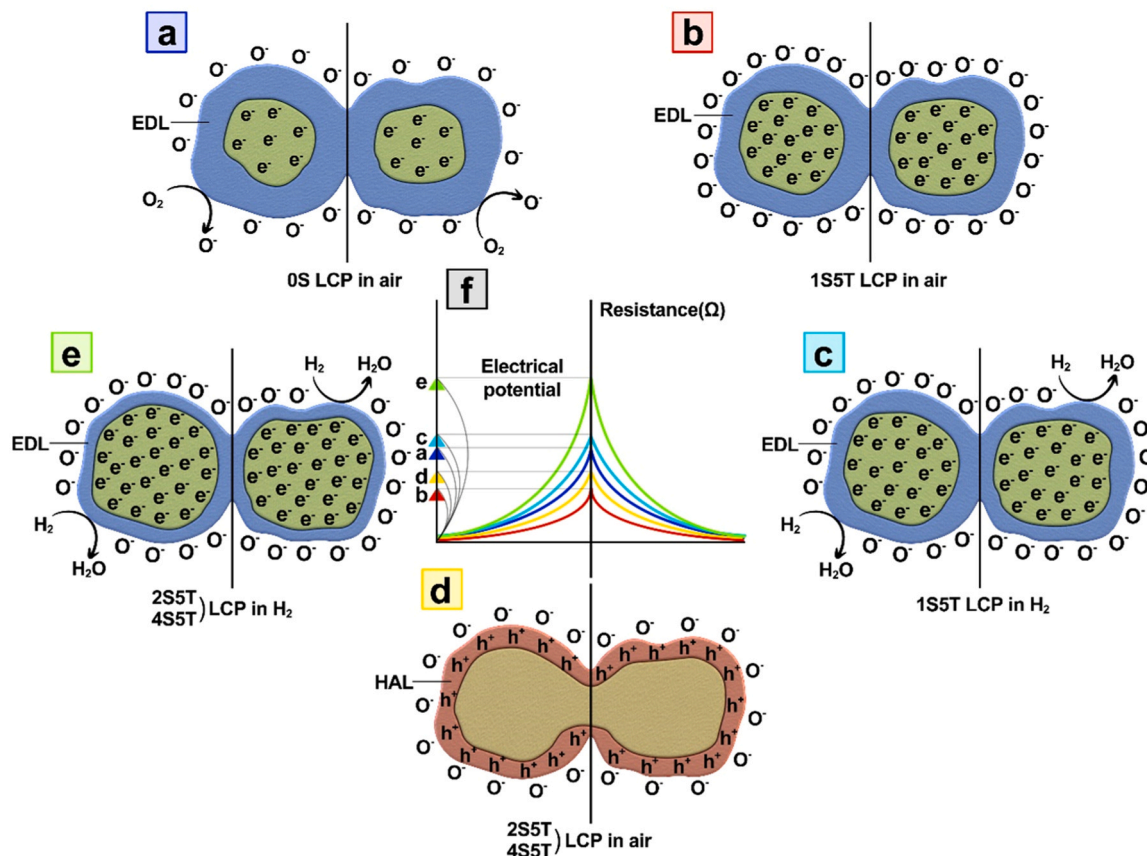 a
O⁻ O⁻ O⁻ O⁻ O⁻ O⁻ O⁻ O⁻
O⁻ O⁻
EDL
O⁻ O⁻
e⁻ e⁻ e⁻ e⁻
e⁻ e⁻ e⁻ e⁻ e⁻ e⁻
e⁻ e⁻ e⁻ e⁻
O₂ O⁻
O⁻ O⁻ O⁻ O⁻ O⁻ O⁻
O⁻ O₂
0S LCP in air
b
EDL
1S5T LCP in air
e
H₂ H₂O
EDL
H₂
H₂O
2S5T
4S5T
LCP in H₂
f
Resistance(Ω)
Electrical
potential
e
c
a
d
b
c
H₂ H₂O
EDL
H₂
H₂O
1S5T LCP in H₂
d
HAL
2S5T
4S5T
LCP in air